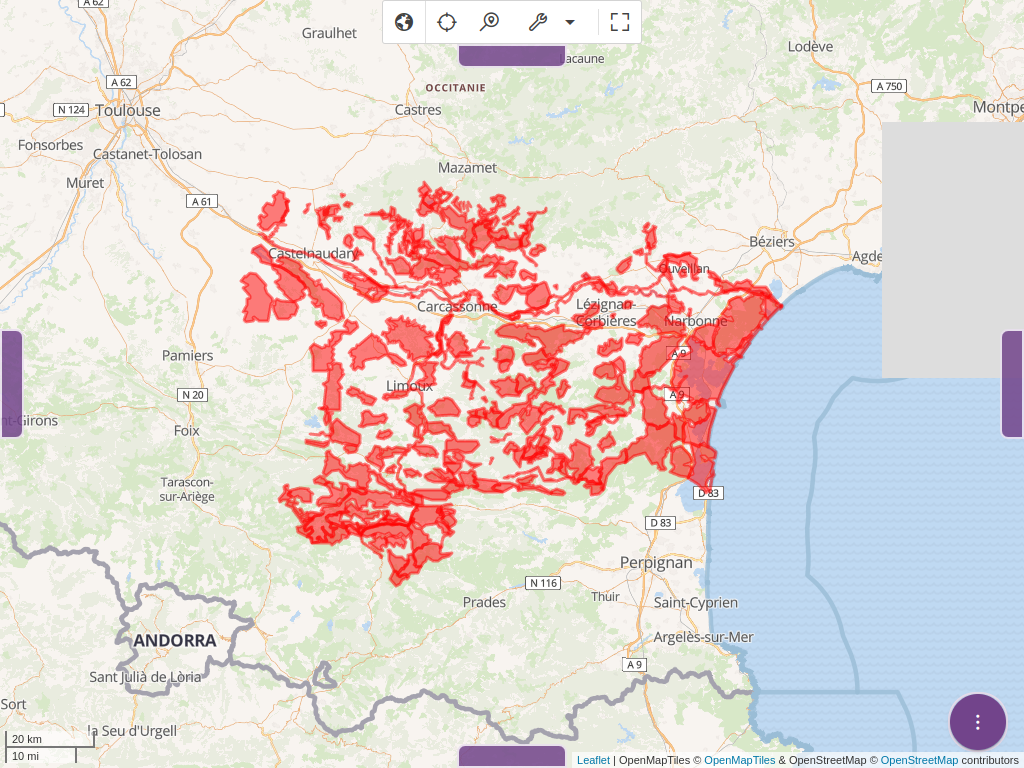 A 62
Graulhet
Lacaune
Lodève
OCCITANIE
A 62
A 750
N 124
Toulouse
Castres
Montpe
Fonsorbes
Castanet-Tolosan
Mazamet
Muret
A 61
Béziers
Castelnaudary
Agde
Ouveillan
Carcassonne
Lézignan-
Corbières
Narbonne
Pamiers
A 9
Limoux
N 20
A 9
nt-Girons
Foix
Tarascon-
sur-Ariège
D 83
D 83
Perpignan
N 116
Prades
Thuir
Saint-Cyprien
ANDORRA
Argelès-sur-Mer
A 9
Sant Julià de Lòria
Sort
la Seu d'Urgell
20 km
10 mi
Leaflet | OpenMapTiles © OpenMapTiles & OpenStreetMap © OpenStreetMap contributors